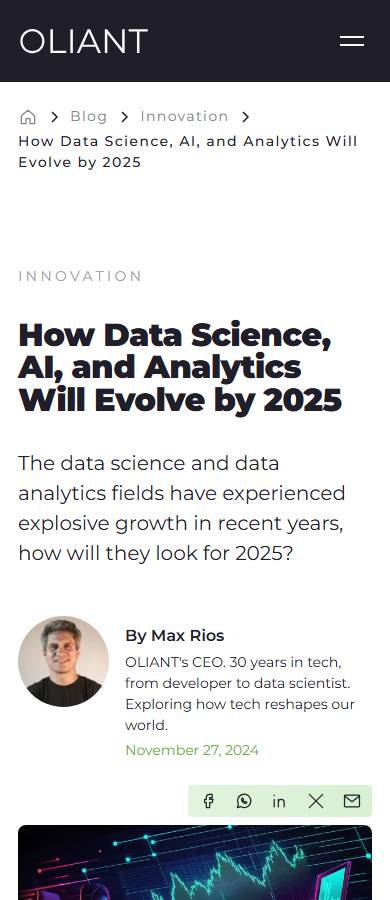 OLIANT
Blog
Innovation
How Data Science, AI, and Analytics Will
Evolve by 2025
INNOVATION
How Data Science,
AI, and Analytics
Will Evolve by 2025
The data science and data
analytics fields have experienced
explosive growth in recent years,
how will they look for 2025?
By Max Rios
OLIANT's CEO. 30 years in tech,
from developer to data scientist.
Exploring how tech reshapes our
world.
November 27, 2024